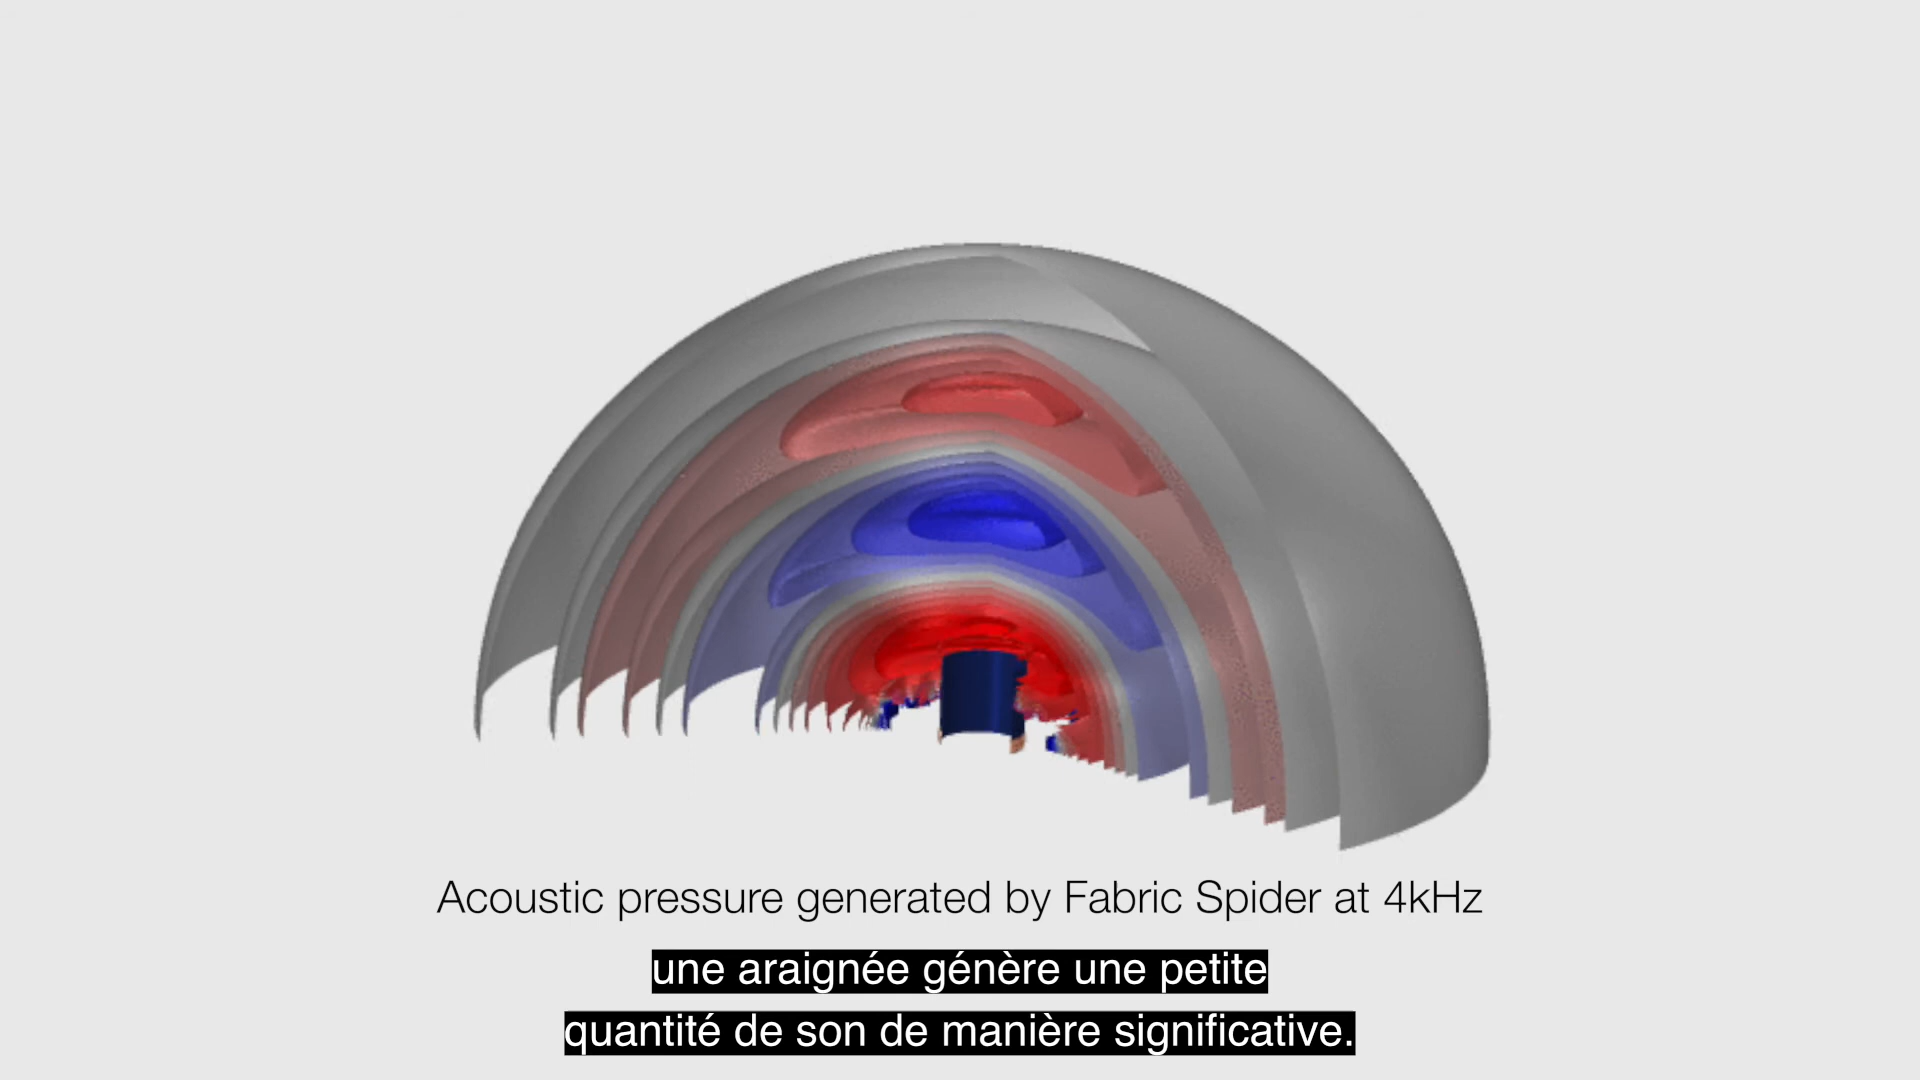 Acoustic pressure generated by Fabric Spider at 4kHz
une araignée génère une petite
quantité de son de manière significative.